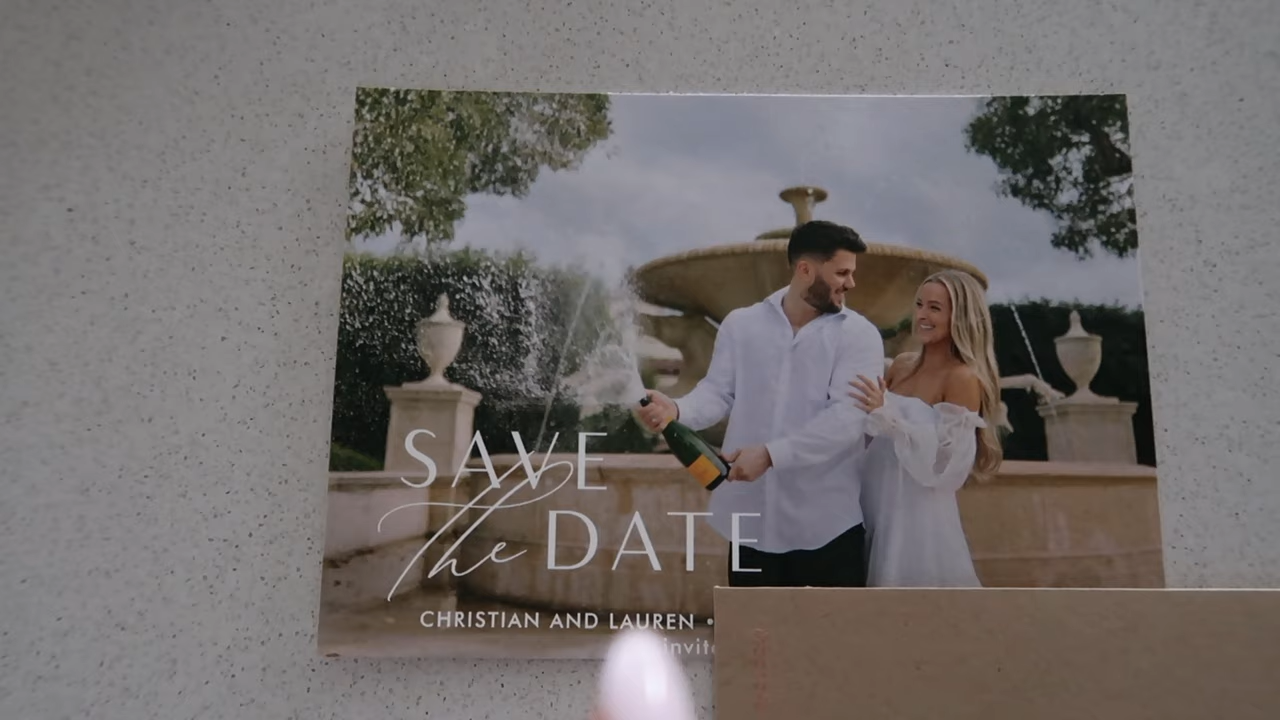 SAVE
the DATE
CHRISTIAN AND LAUREN •